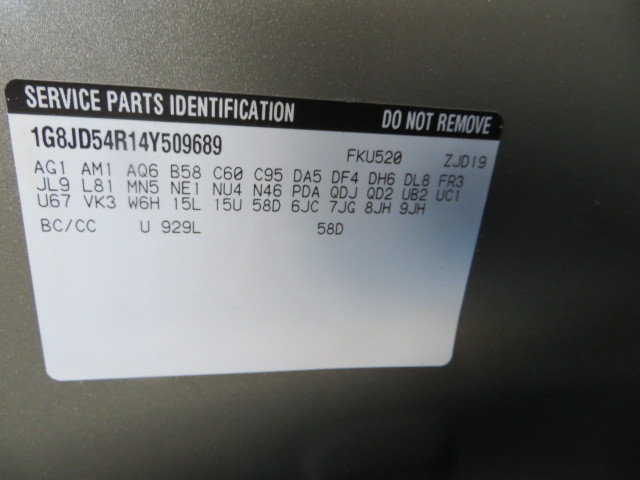 SERVICE PARTS IDENTIFICATION DO NOT REMOVE
1G8JD54R14Y509689 FKU520 ZJD19
AG1 AM1 AQ6 B58 C60 C95 DA5 DF4 DH6 DL8 FR3
JL9 L81 MN5 NE1 NU4 N46 PDA QDJ QD2 UB2 UC1
U67 VK3 W6H 15L 15U 58D 6JC 7JG 8JH 9JH
BC/CC U 929L 58D